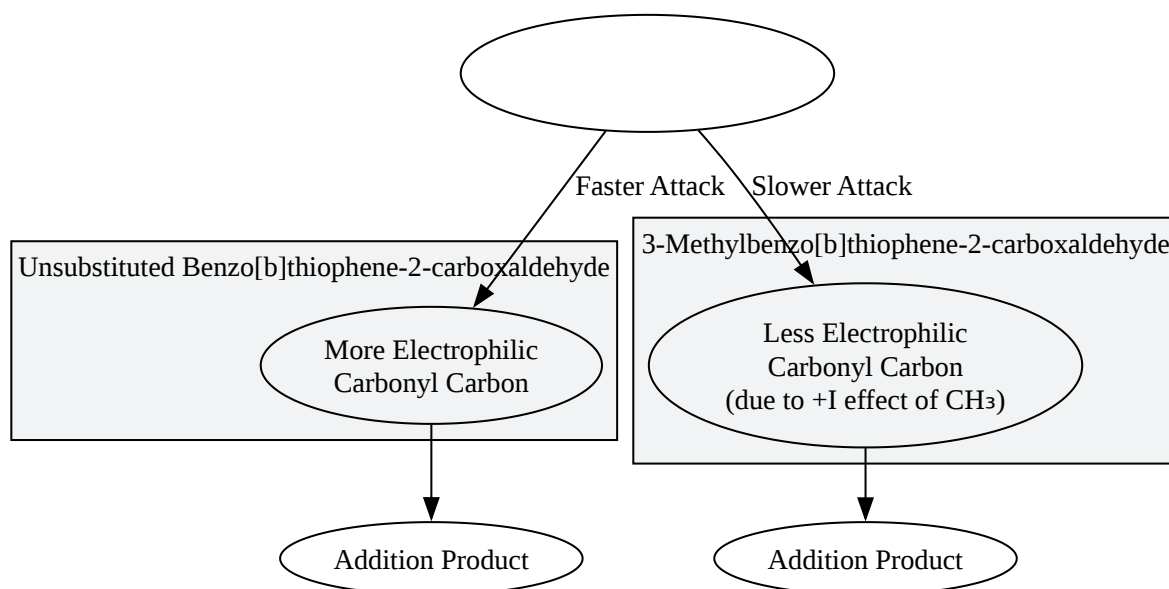 Faster Attack
Slower Attack
Unsubstituted Benzo[b]thiophene-2-carboxaldehyde
3-Methylbenzo[b]thiophene-2-carboxaldehyde
More Electrophilic
Carbonyl Carbon
Less Electrophilic
Carbonyl Carbon
(due to +I effect of CH₃)
Addition Product
Addition Product